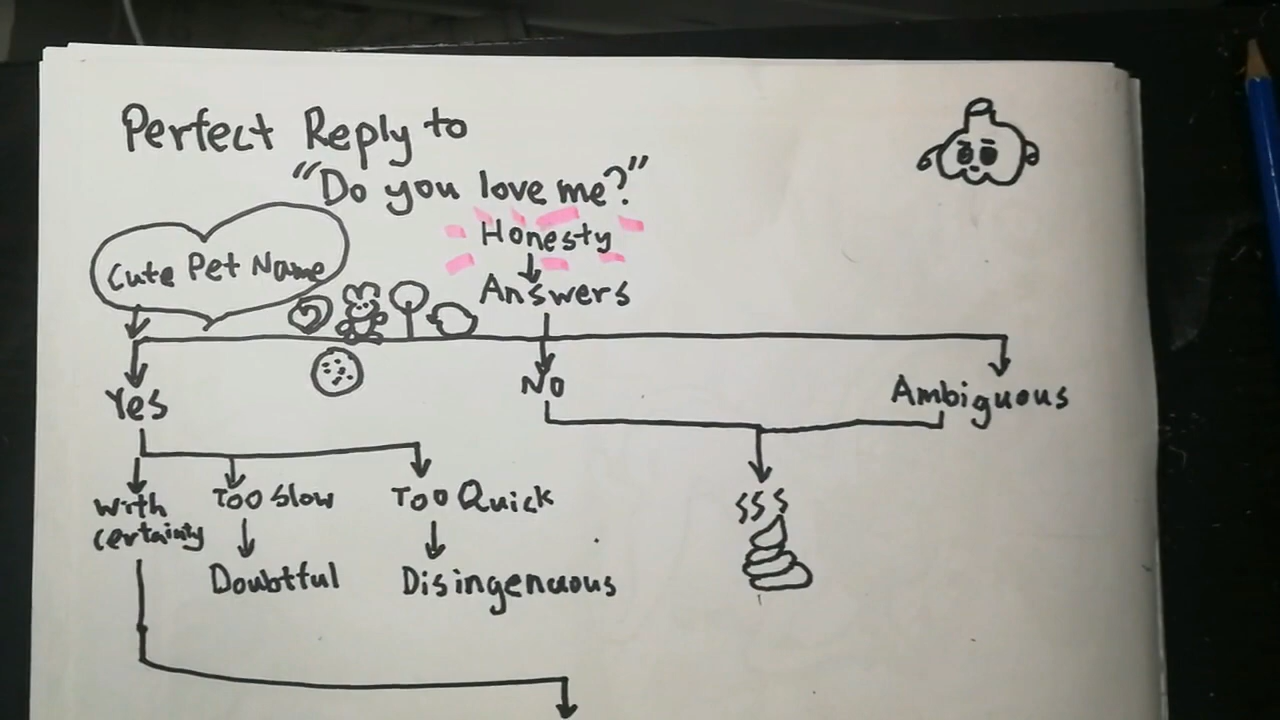 Perfect Reply to
"Do you love me?"
Honesty
Cute Pet Name
Answers
Yes
No
Ambiguous
With
certainty
Too Slow
Too Quick
Doubtful
Disingenuous